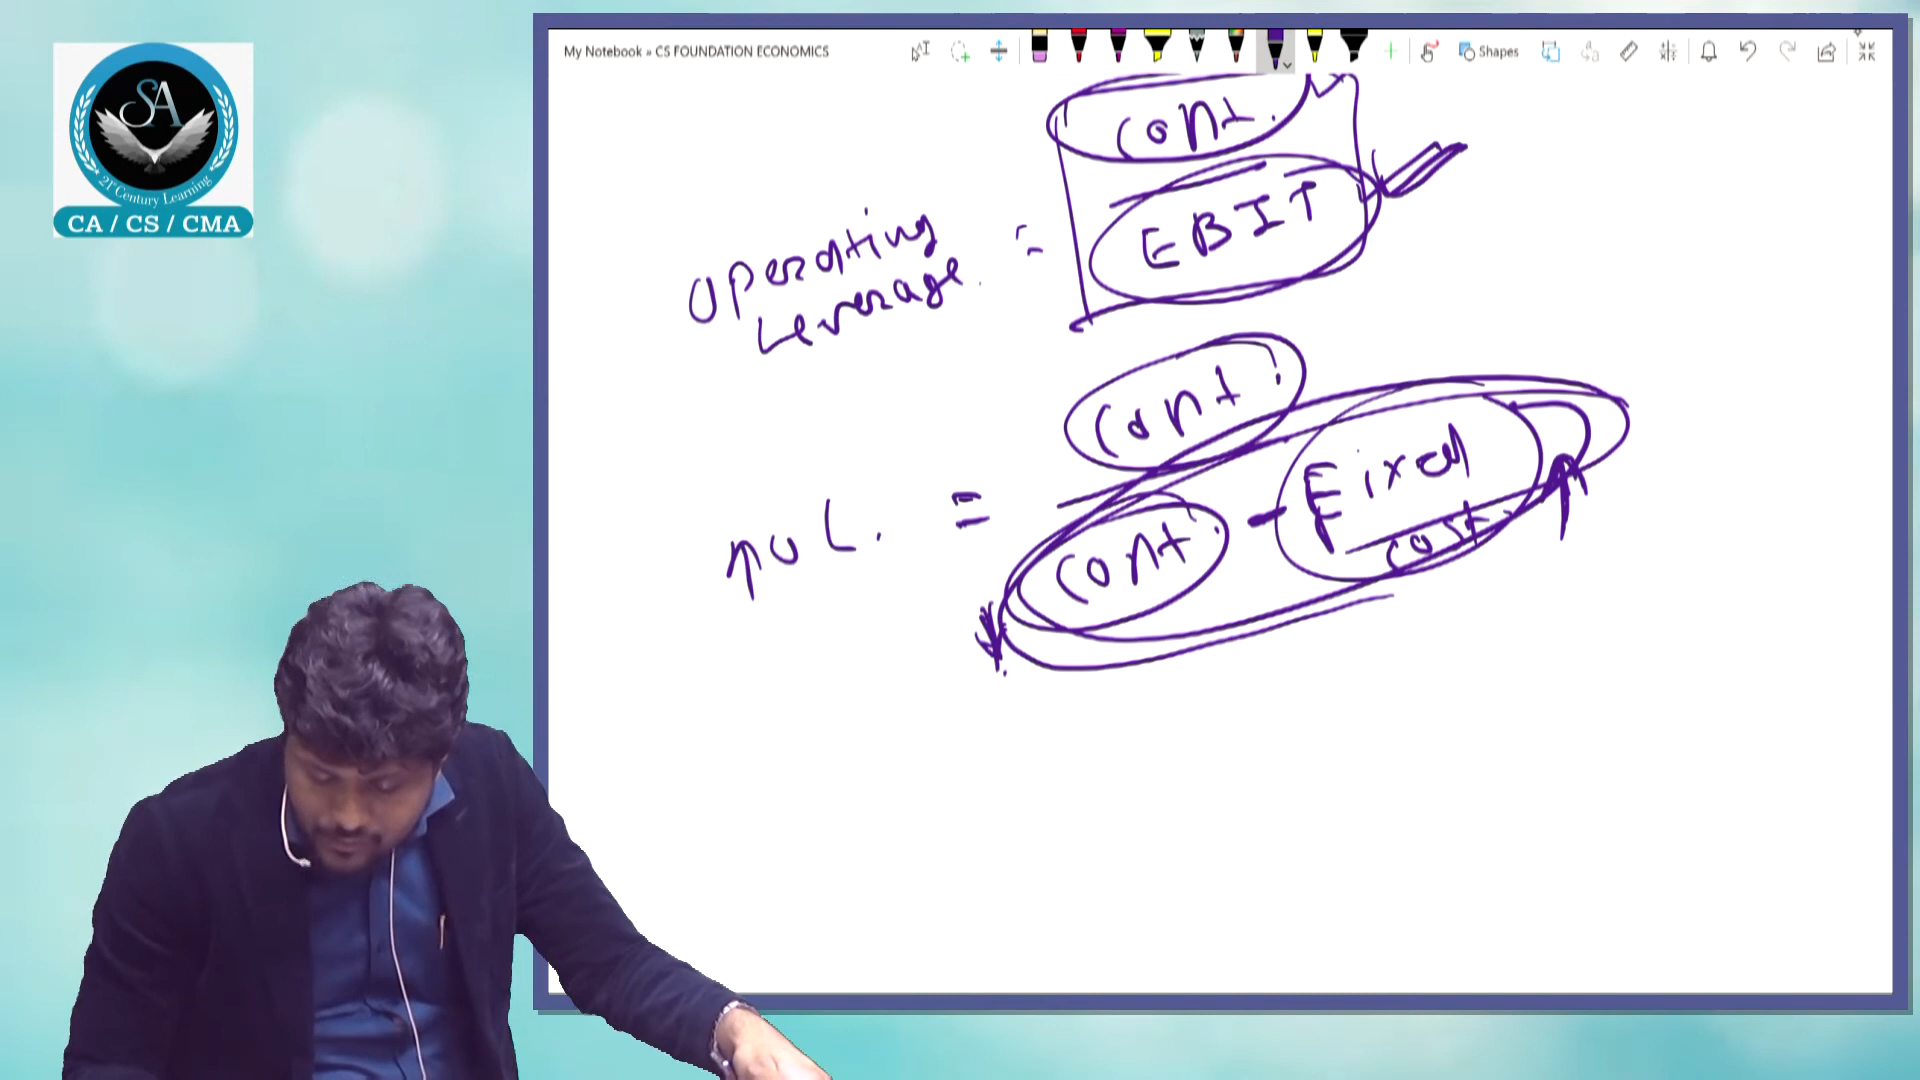 SA
21st Century Learning
CA / CS / CMA
My Notebook » CS FOUNDATION ECONOMICS
Shapes
Operating Leverage = Cont. / EBIT
↑ O L. = Cont. / Cont. - Fixed cost ↑
↓